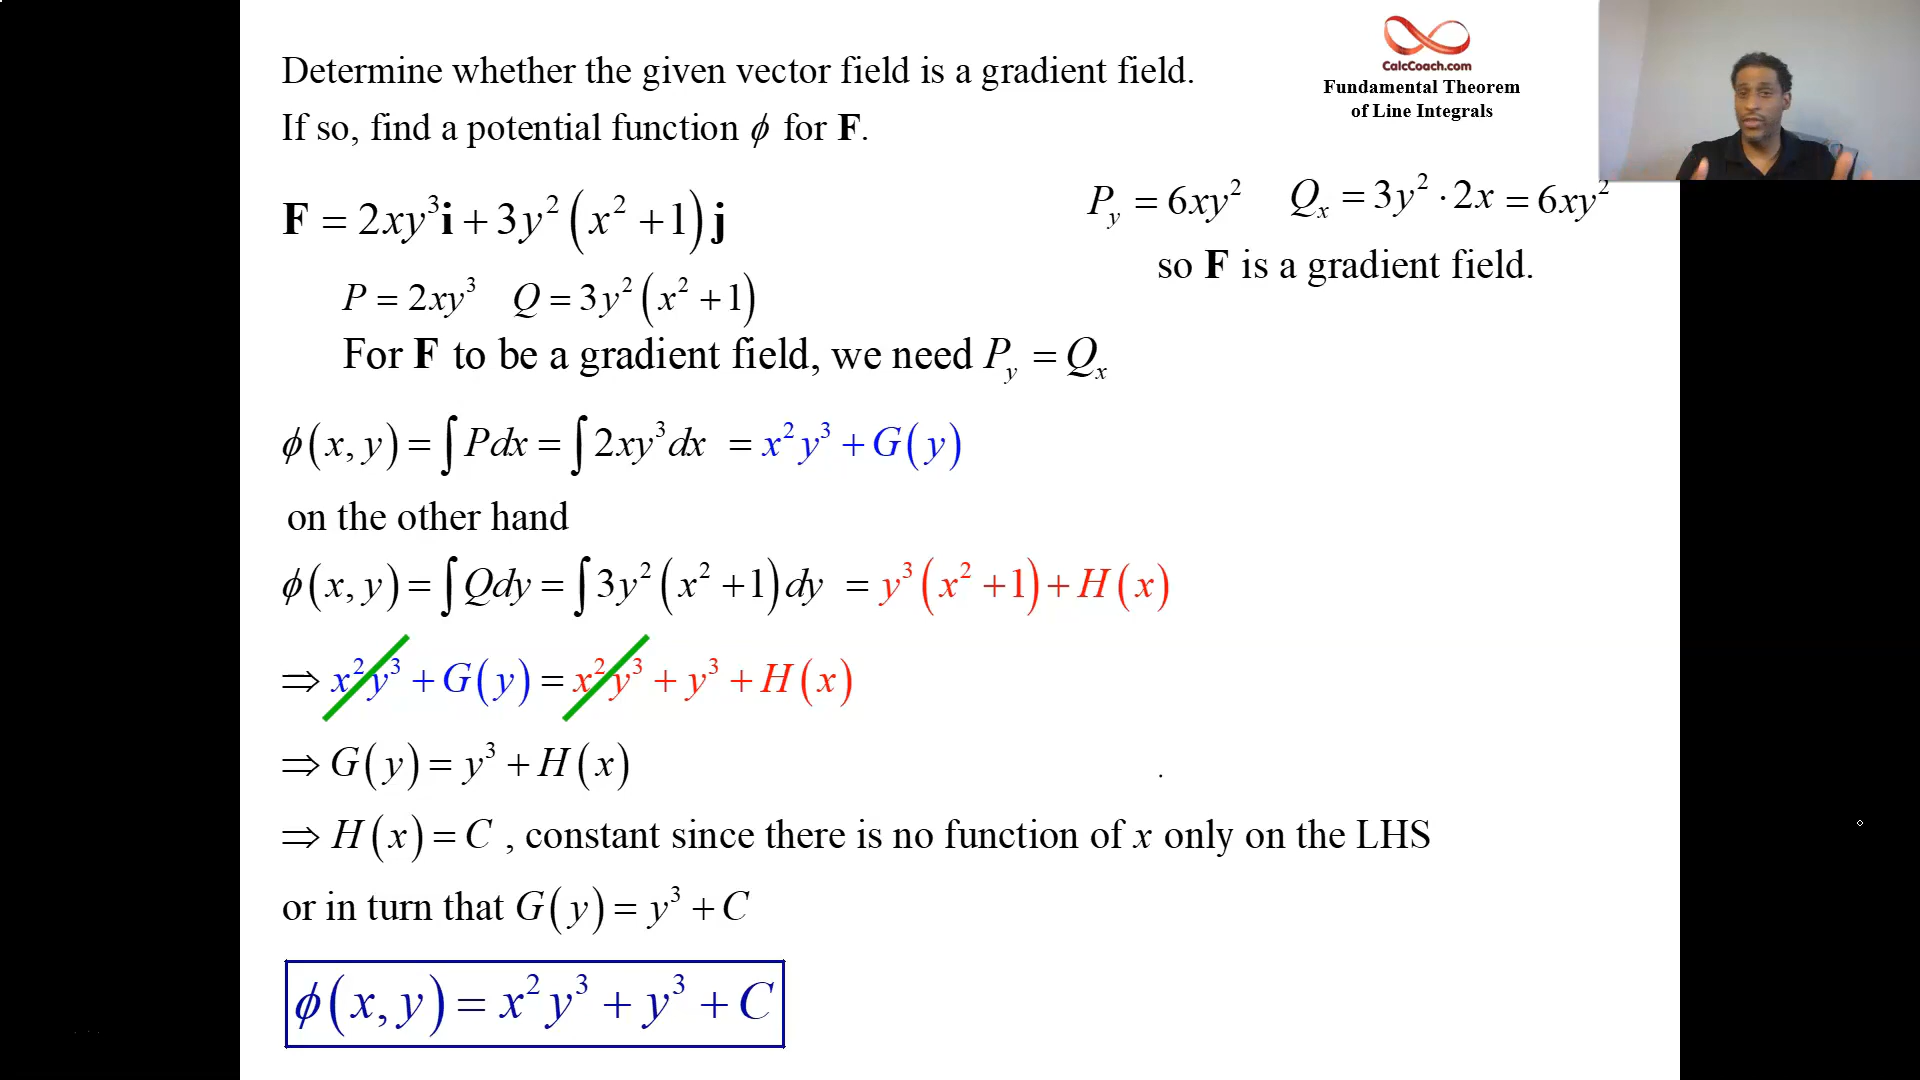 Determine whether the given vector field is a gradient field.
If so, find a potential function ϕ for F.
CalcCoach.com
Fundamental Theorem
of Line Integrals
F = 2xy³i + 3y²(x² + 1)j
P_y = 6xy² Q_x = 3y² · 2x = 6xy²
so F is a gradient field.
P = 2xy³ Q = 3y²(x² + 1)
For F to be a gradient field, we need P_y = Q_x
ϕ(x, y) = ∫Pdx = ∫2xy³dx = x²y³ + G(y)
on the other hand
ϕ(x, y) = ∫Qdy = ∫3y²(x² + 1)dy = y³(x² + 1) + H(x)
⇒ x²y³ + G(y) = x²y³ + y³ + H(x)
⇒ G(y) = y³ + H(x)
⇒ H(x) = C , constant since there is no function of x only on the LHS
or in turn that G(y) = y³ + C
ϕ(x, y) = x²y³ + y³ + C